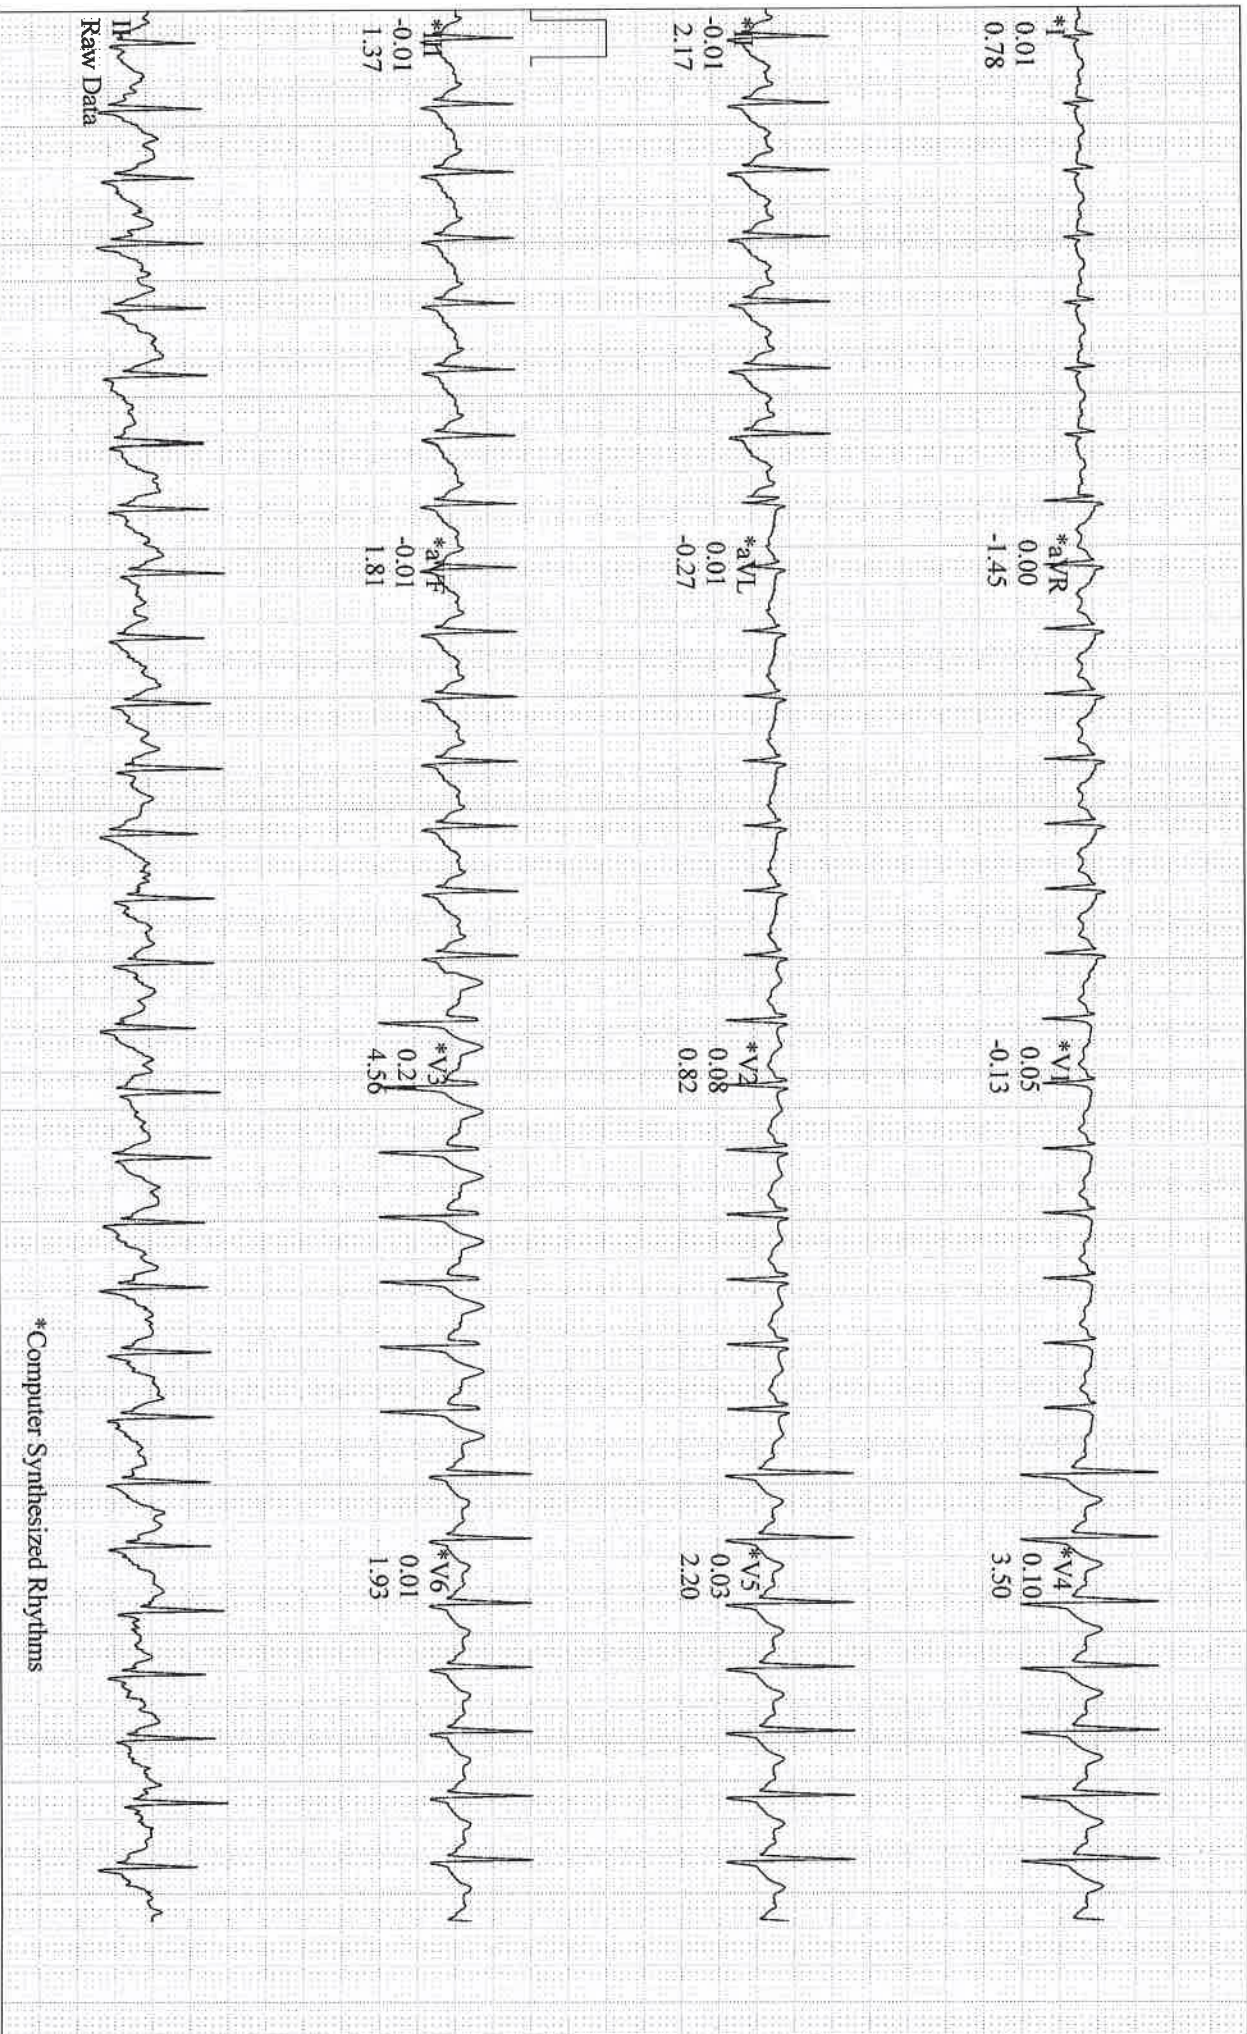 *I
0.01
0.78
*aVR
0.00
-1.45
*V1
0.05
-0.13
*V4
0.10
3.50
*II
-0.01
2.17
*aVL
0.01
-0.27
*V2
0.08
0.82
*V5
0.03
2.20
*III
-0.01
1.37
*aVF
-0.01
1.81
*V3
0.21
4.56
*V6
0.01
1.93
II
Raw Data
*Computer Synthesized Rhythms